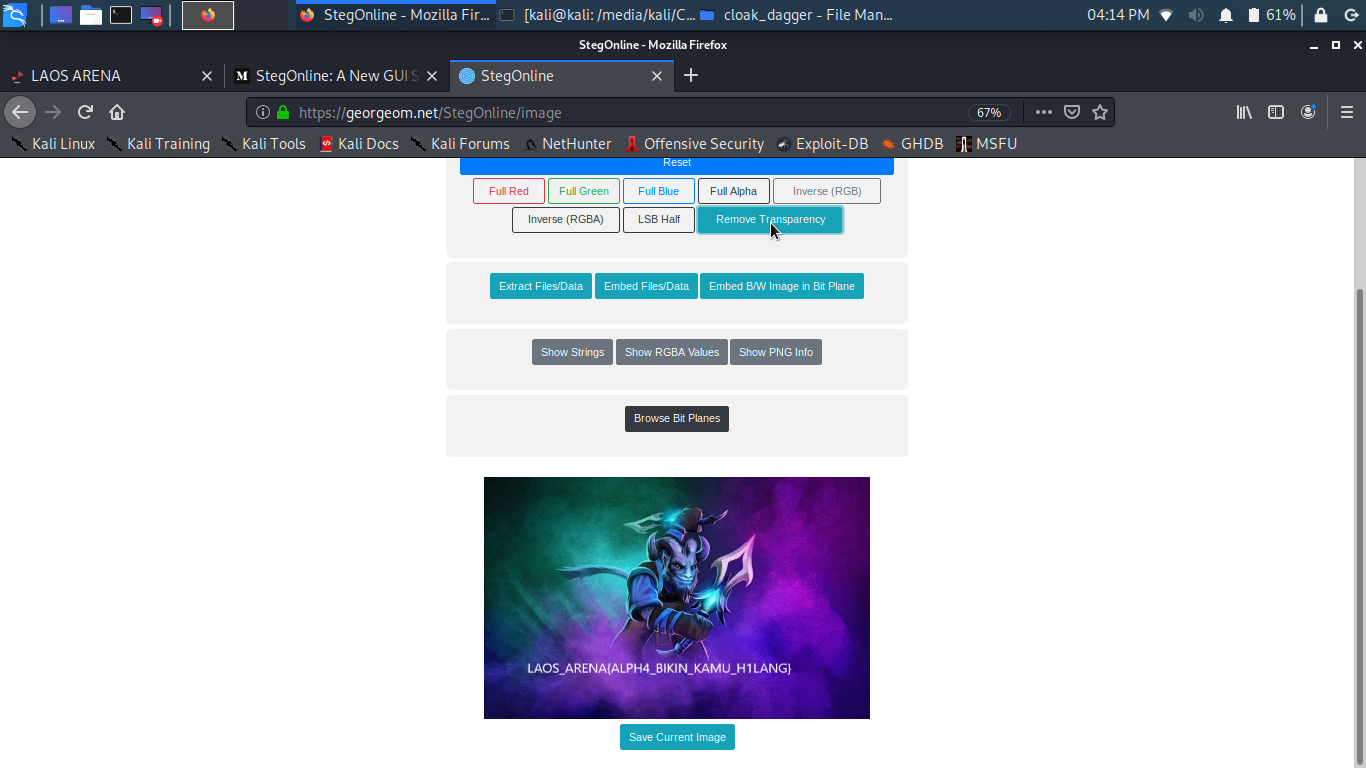 StegOnline - Mozilla Fir...
[kali@kali: /media/kali/C...
cloak_dagger - File Man...
04:14 PM
61%
StegOnline - Mozilla Firefox
LAOS ARENA
StegOnline: A New GUI S
StegOnline
https://georgeom.net/StegOnline/image
67%
Kali Linux
Kali Training
Kali Tools
Kali Docs
Kali Forums
NetHunter
Offensive Security
Exploit-DB
GHDB
MSFU
Reset
Full Red
Full Green
Full Blue
Full Alpha
Inverse (RGB)
Inverse (RGBA)
LSB Half
Remove Transparency
Extract Files/Data
Embed Files/Data
Embed B/W Image in Bit Plane
Show Strings
Show RGBA Values
Show PNG Info
Browse Bit Planes
LAOS_ARENA{ALPH4_BIKIN_KAMU_H1LANG}
Save Current Image